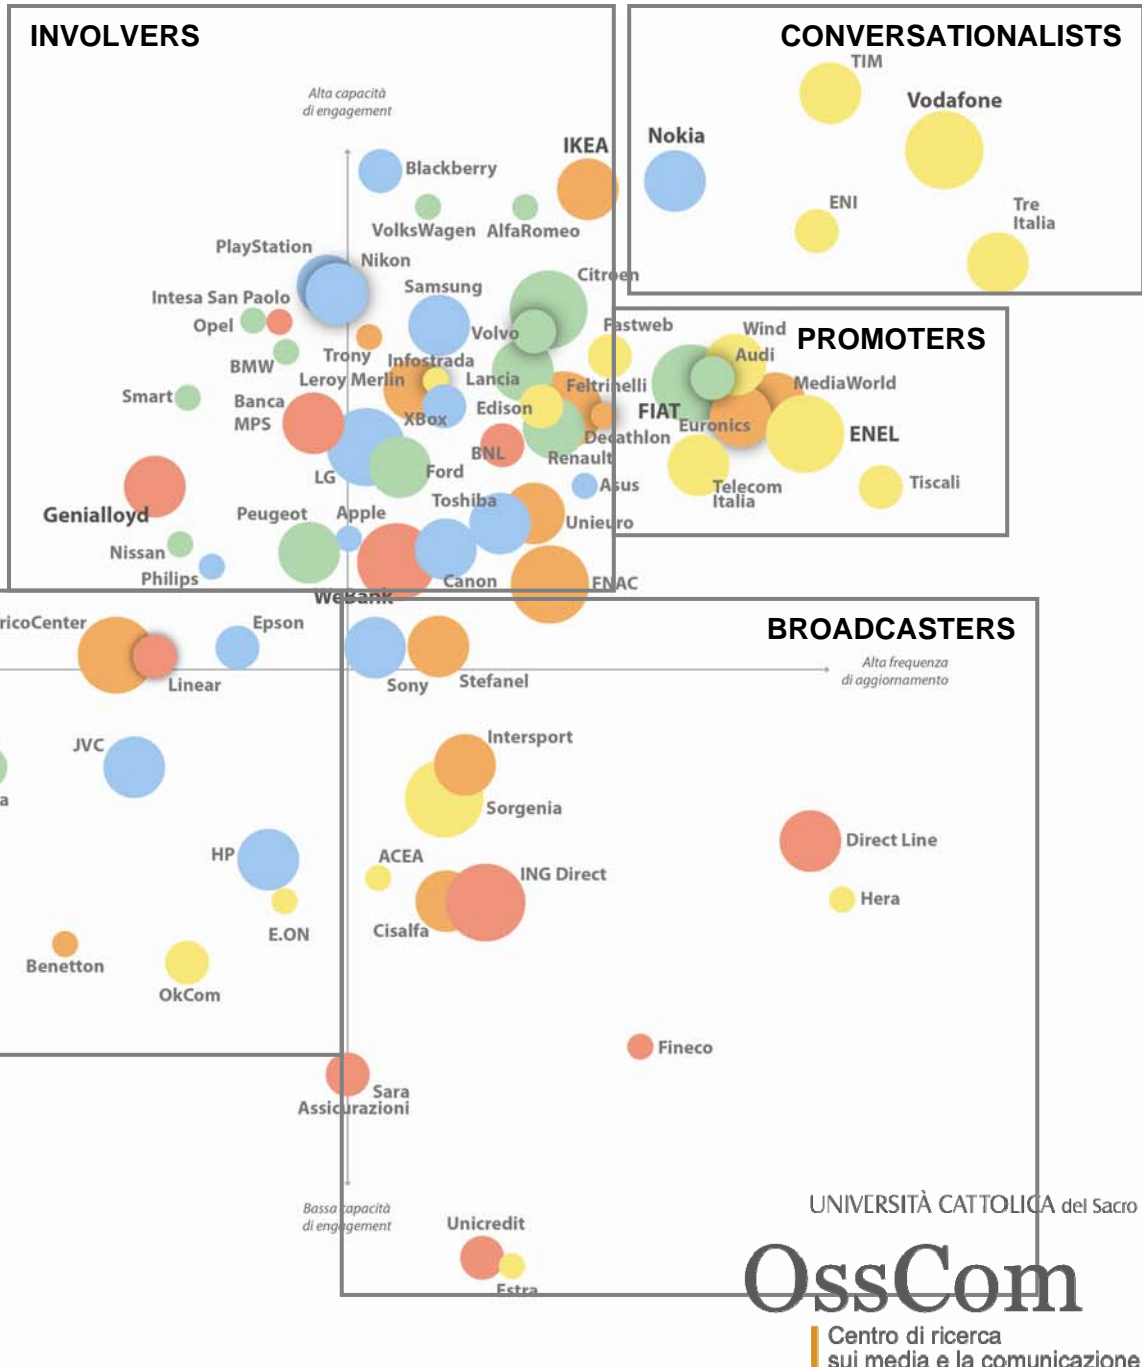 INVOLVERS
CONVERSATIONALISTS
TIM
Alta capacità
di engagement
Vodafone
IKEA
Nokia
Blackberry
ENI
Tre
Italia
VolksWagen
AlfaRomeo
PlayStation
Nikon
Citroen
Samsung
Intesa San Paolo
Opel
Volvo
Fastweb
Wind
PROMOTERS
Trony
Infostrada
Audi
BMW
Leroy Merlin
Lancia
Feltrinelli
MediaWorld
Smart
Banca
MPS
XBox
Edison
FIAT
Euronics
ENEL
Decathlon
BNL
Renault
LG
Ford
Asus
Telecom
Italia
Tiscali
Genialloyd
Peugeot
Apple
Toshiba
Unieuro
Nissan
Philips
Canon
FNAC
WeBank
ricoCenter
Epson
BROADCASTERS
Alta frequenza
di aggiornamento
Linear
Sony
Stefanel
JVC
Intersport
a
Sorgenia
HP
ACEA
Direct Line
ING Direct
Hera
Cisalfa
E.ON
Benetton
OkCom
Fineco
Sara
Assicurazioni
Bassa capacità
di engagement
UNIVERSITÀ CATTOLICA del Sacro
Unicredit
Estra
OssCom
Centro di ricerca
sui media e la comunicazione